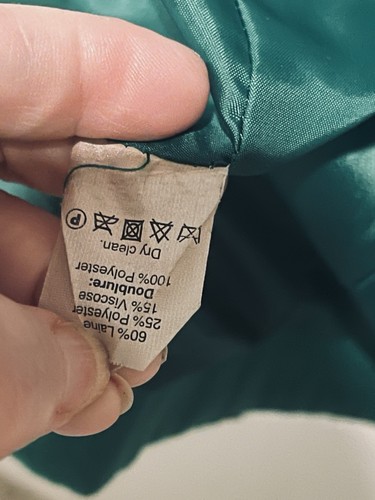 60% Laine
25% Polyester
15% Viscose
Doublure:
100% Polyester
Dry clean.
P